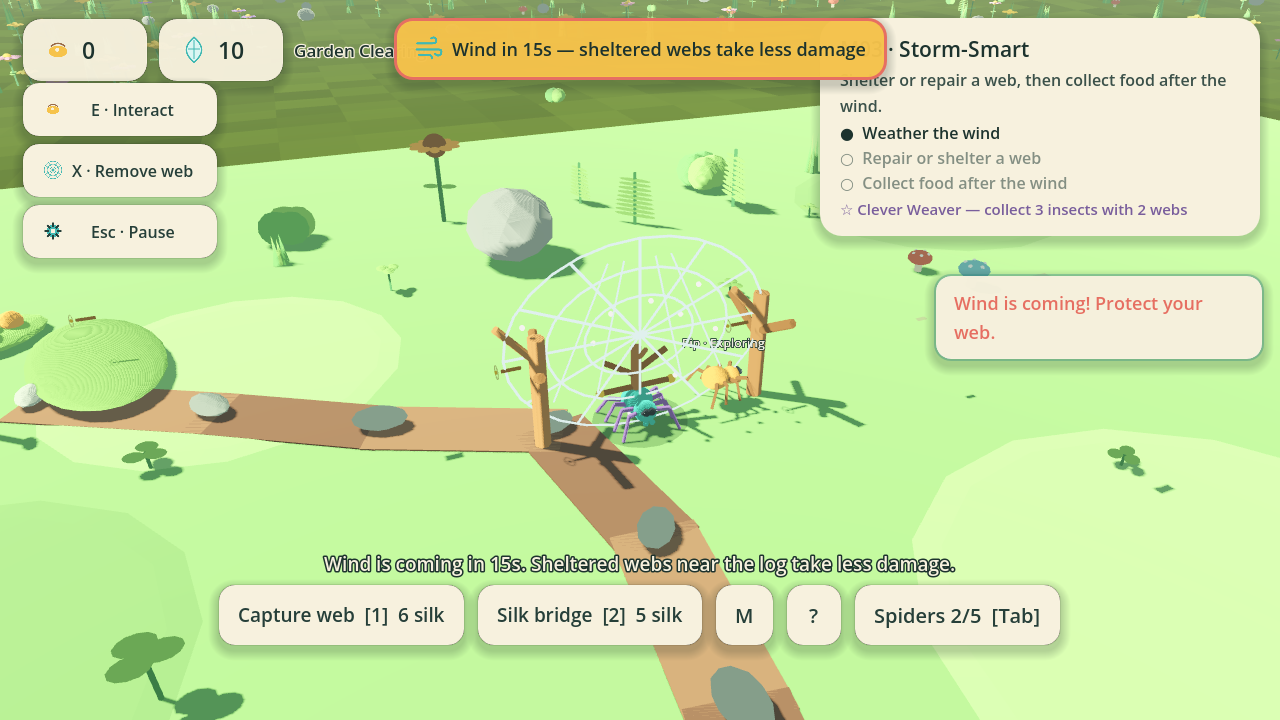 0
10
Garden Clea
Wind in 15s — sheltered webs take less damage
· Storm-Smart
Shelter or repair a web, then collect food after the
wind.
Weather the wind
Repair or shelter a web
Collect food after the wind
☆ Clever Weaver — collect 3 insects with 2 webs
E · Interact
X · Remove web
Esc · Pause
Wind is coming! Protect your
web.
Pip · Exploring
Wind is coming in 15s. Sheltered webs near the log take less damage.
Capture web [1] 6 silk
Silk bridge [2] 5 silk
M
?
Spiders 2/5 [Tab]